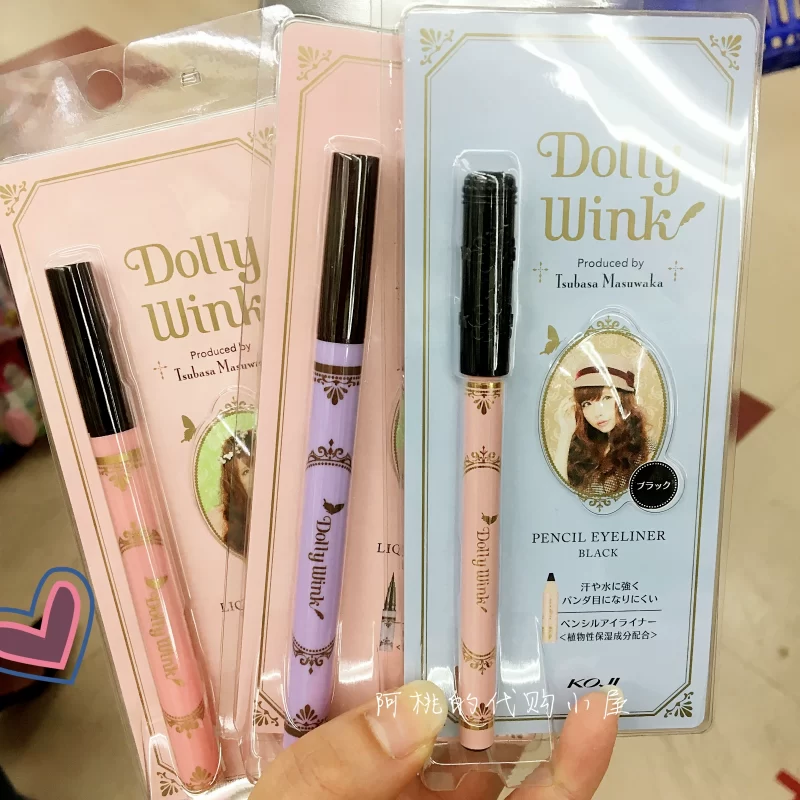 Dolly
Wink
Produced by
Tsubasa Masuwaka
Dolly Wink
Dolly
Wink
Produced by
Tsubasa Masuwaka
ブラック
PENCIL EYELINER
BLACK
汗や水に強く
パンダ目になりにくい
ペンシルアイライナー
<植物性保湿成分配合>
KOJI
Dolly Wink
Dolly Wink
LIQ
LIQ
阿桃的代购小屋